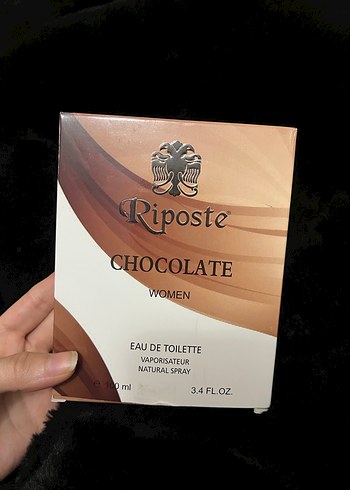 Riposte®
CHOCOLATE
WOMEN
EAU DE TOILETTE
VAPORISATEUR
NATURAL SPRAY
100 ml 3.4 FL.OZ.